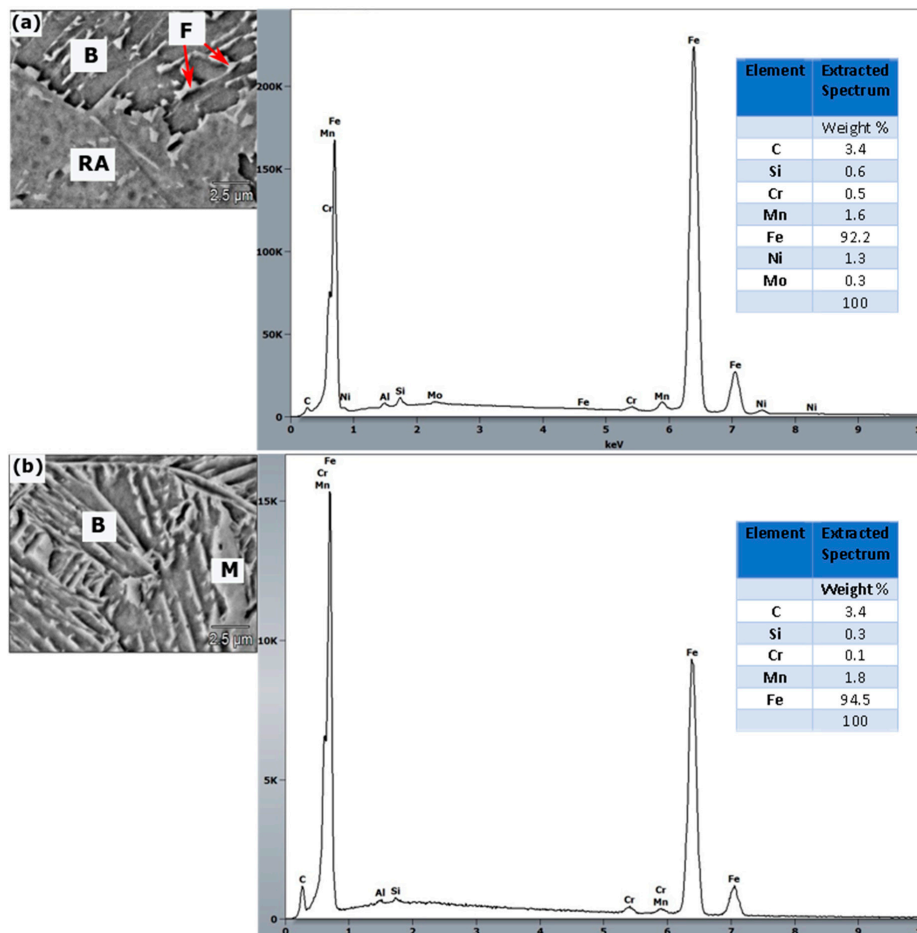 (a)
B
F
RA
2.5 µm
200K
150K
100K
50K
0
Fe
Mn
Cr
C
Ni
Al
Si
Mo
Fe
Cr
Mn
Fe
Fe
Ni
Ni
0 1 2 3 4 5 6 7 8 9 10
keV
Element Extracted Spectrum
Weight %
C 3.4
Si 0.6
Cr 0.5
Mn 1.6
Fe 92.2
Ni 1.3
Mo 0.3
100
(b)
B
M
2.5 µm
15K
10K
5K
0
Fe
Cr
Mn
C
Al
Si
Cr
Cr
Mn
Fe
Fe
0 1 2 3 4 5 6 7 8 9
Element Extracted Spectrum
Weight %
C 3.4
Si 0.3
Cr 0.1
Mn 1.8
Fe 94.5
100